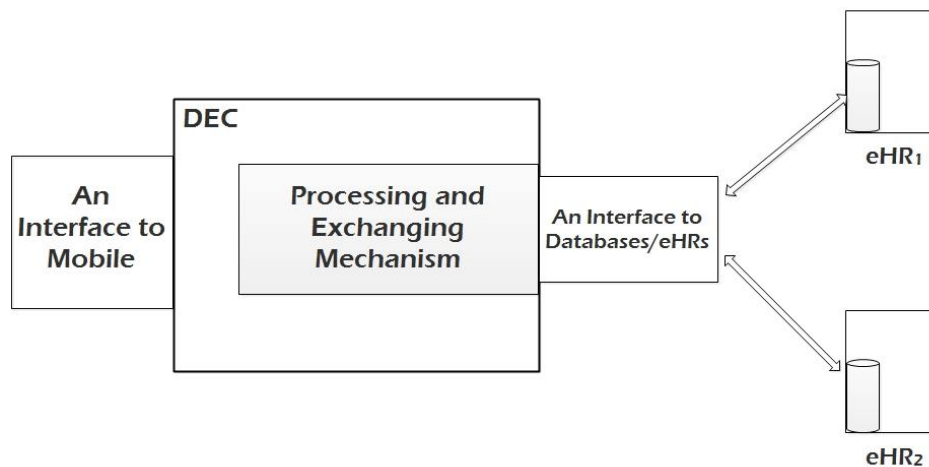 DEC
An
Interface to
Mobile
Processing and
Exchanging
Mechanism
An Interface to
Databases/eHRs
eHR₁
eHR₂